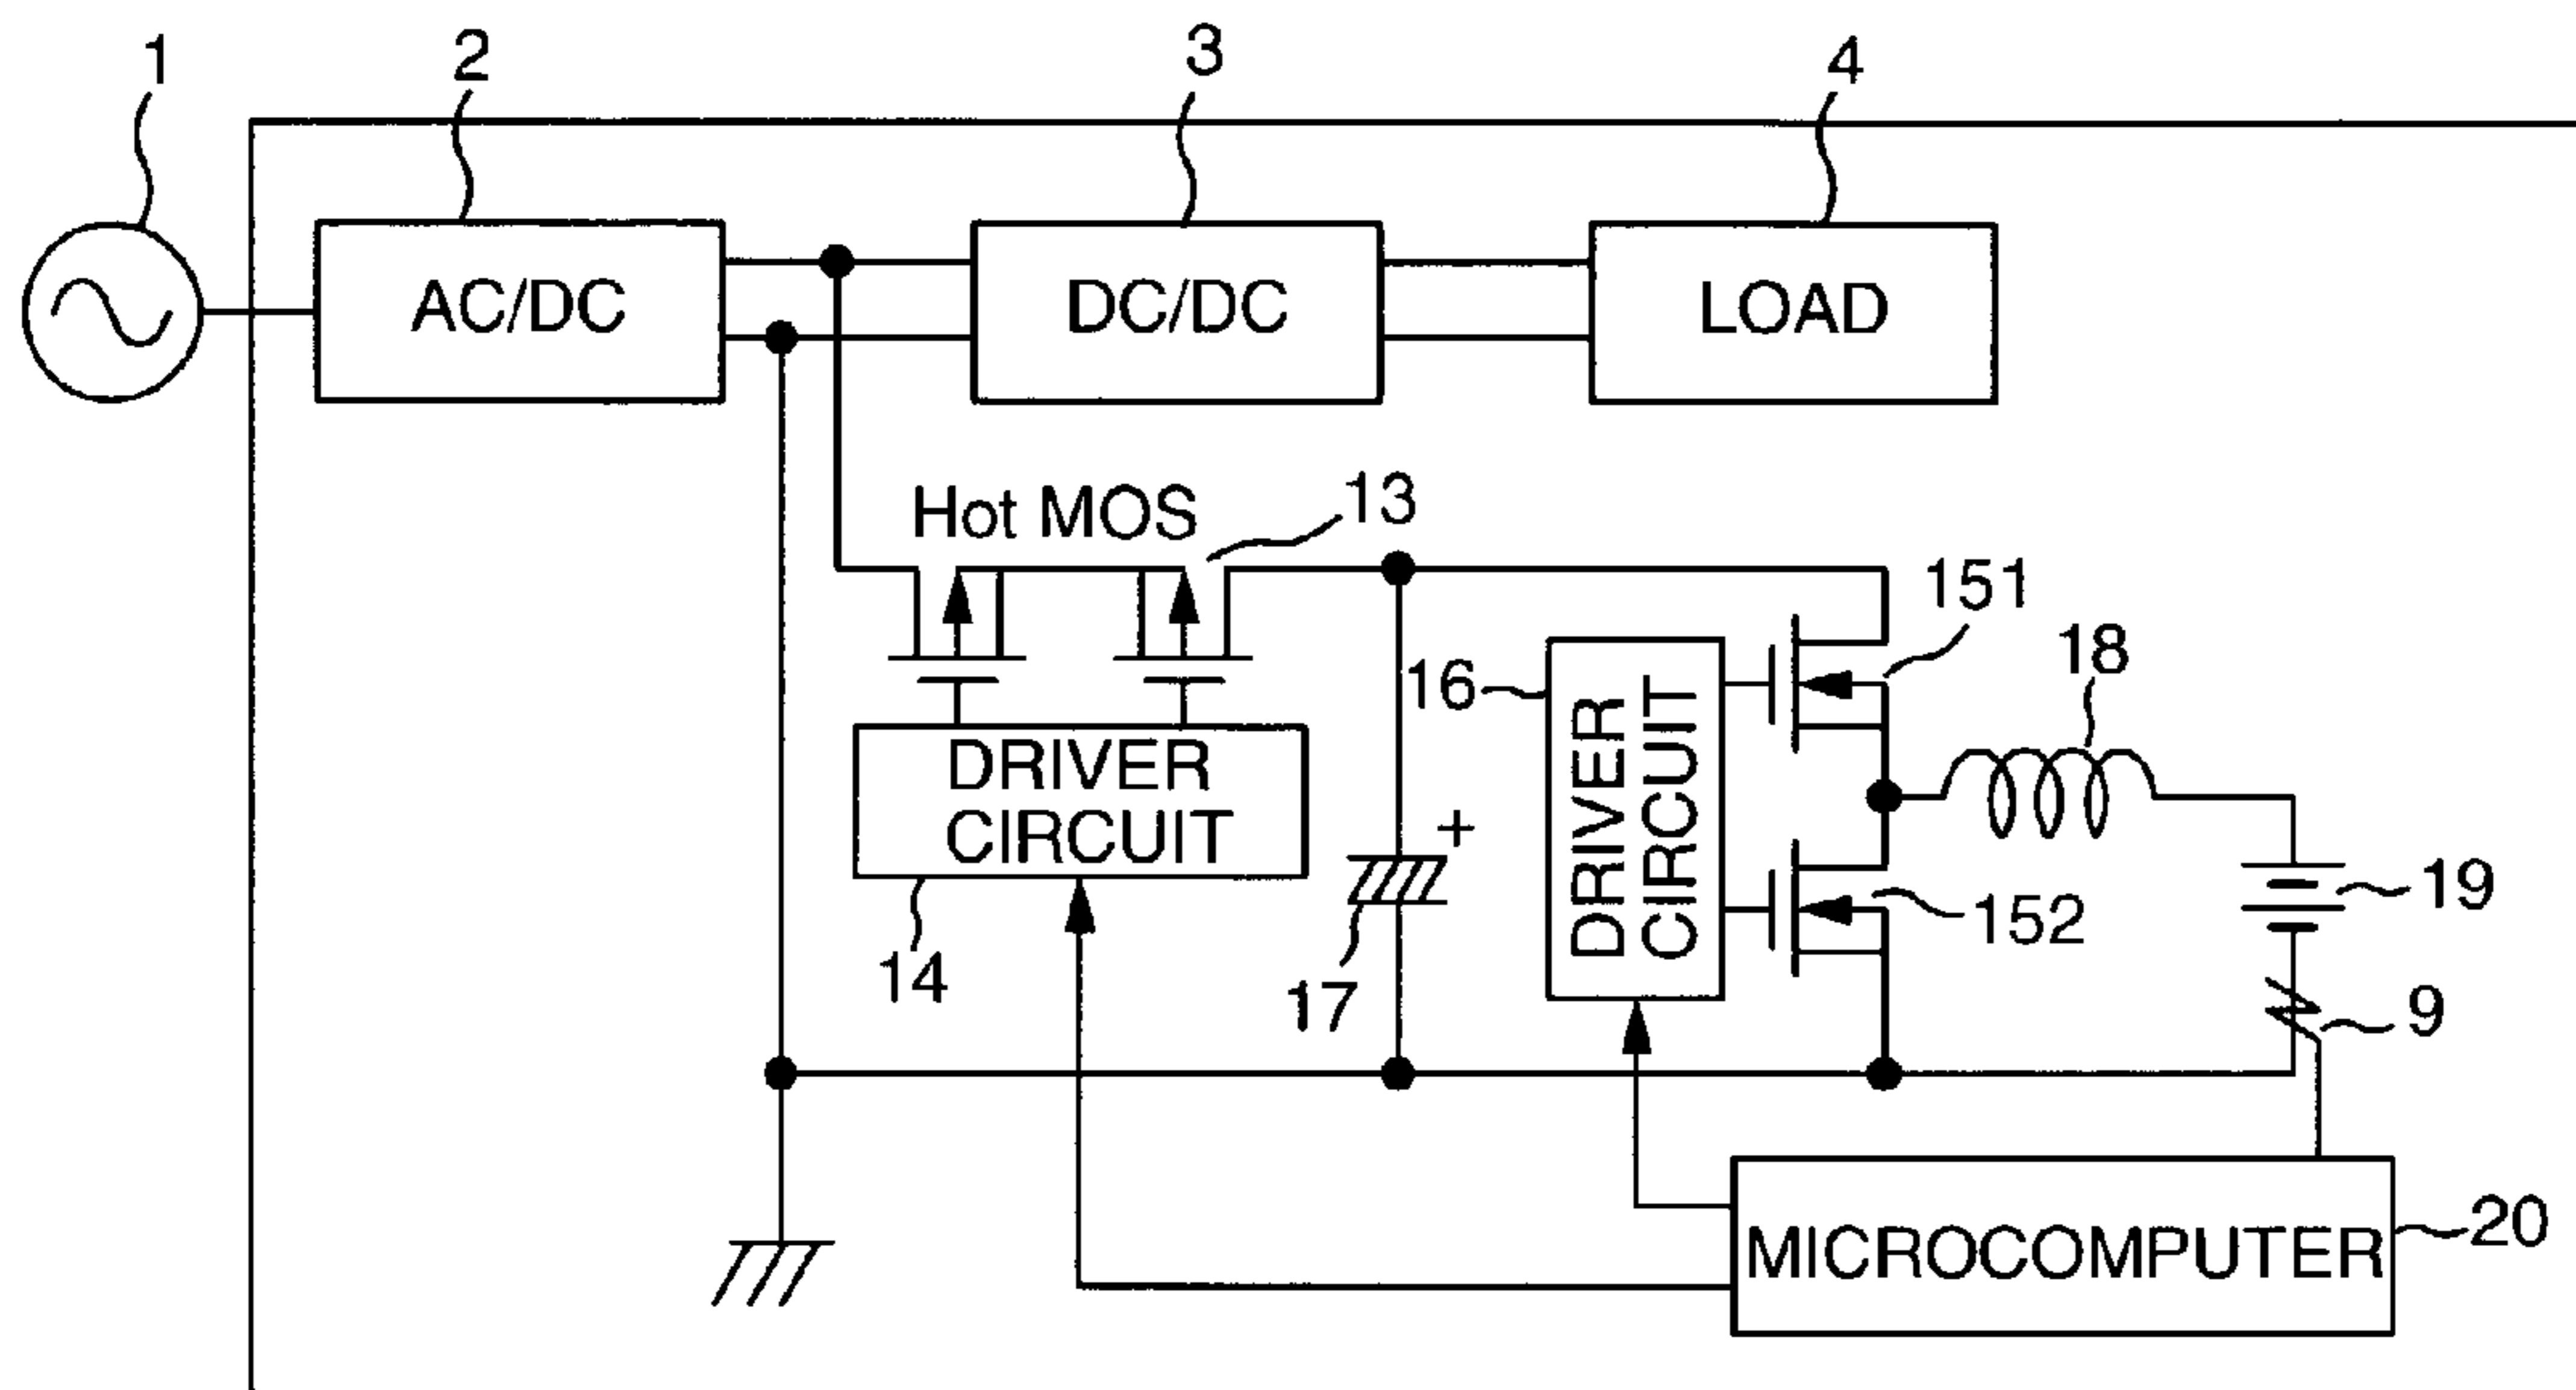 1
2
3
4
AC/DC
DC/DC
LOAD
Hot MOS
13
151
18
16
DRIVER
CIRCUIT
DRIVER
CIRCUIT
+
19
152
14
17
9
20
MICROCOMPUTER